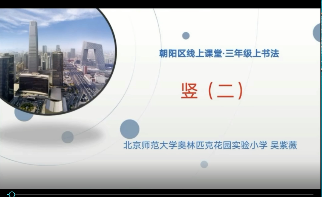 朝阳区线上课堂·三年级上书法
竖（二）
北京师范大学奥林匹克花园实验小学 吴紫薇